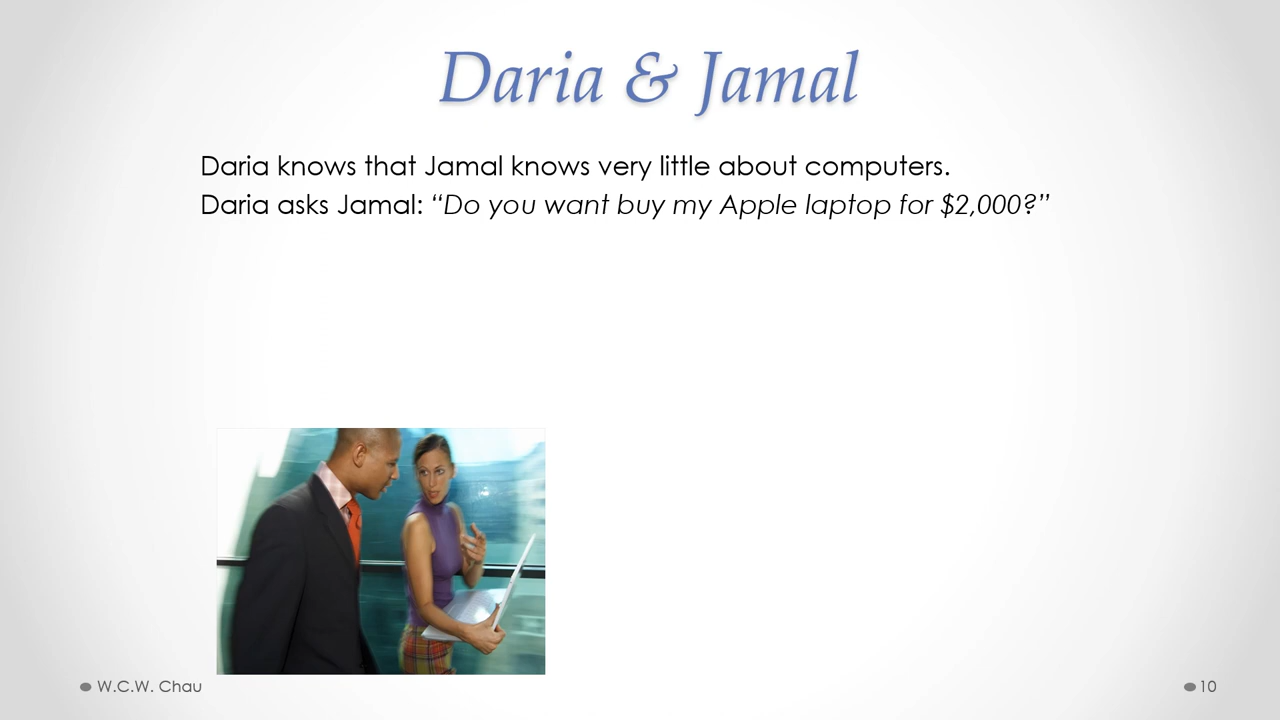 Daria & Jamal
Daria knows that Jamal knows very little about computers.
Daria asks Jamal: “Do you want buy my Apple laptop for $2,000?”
W.C.W. Chau
10